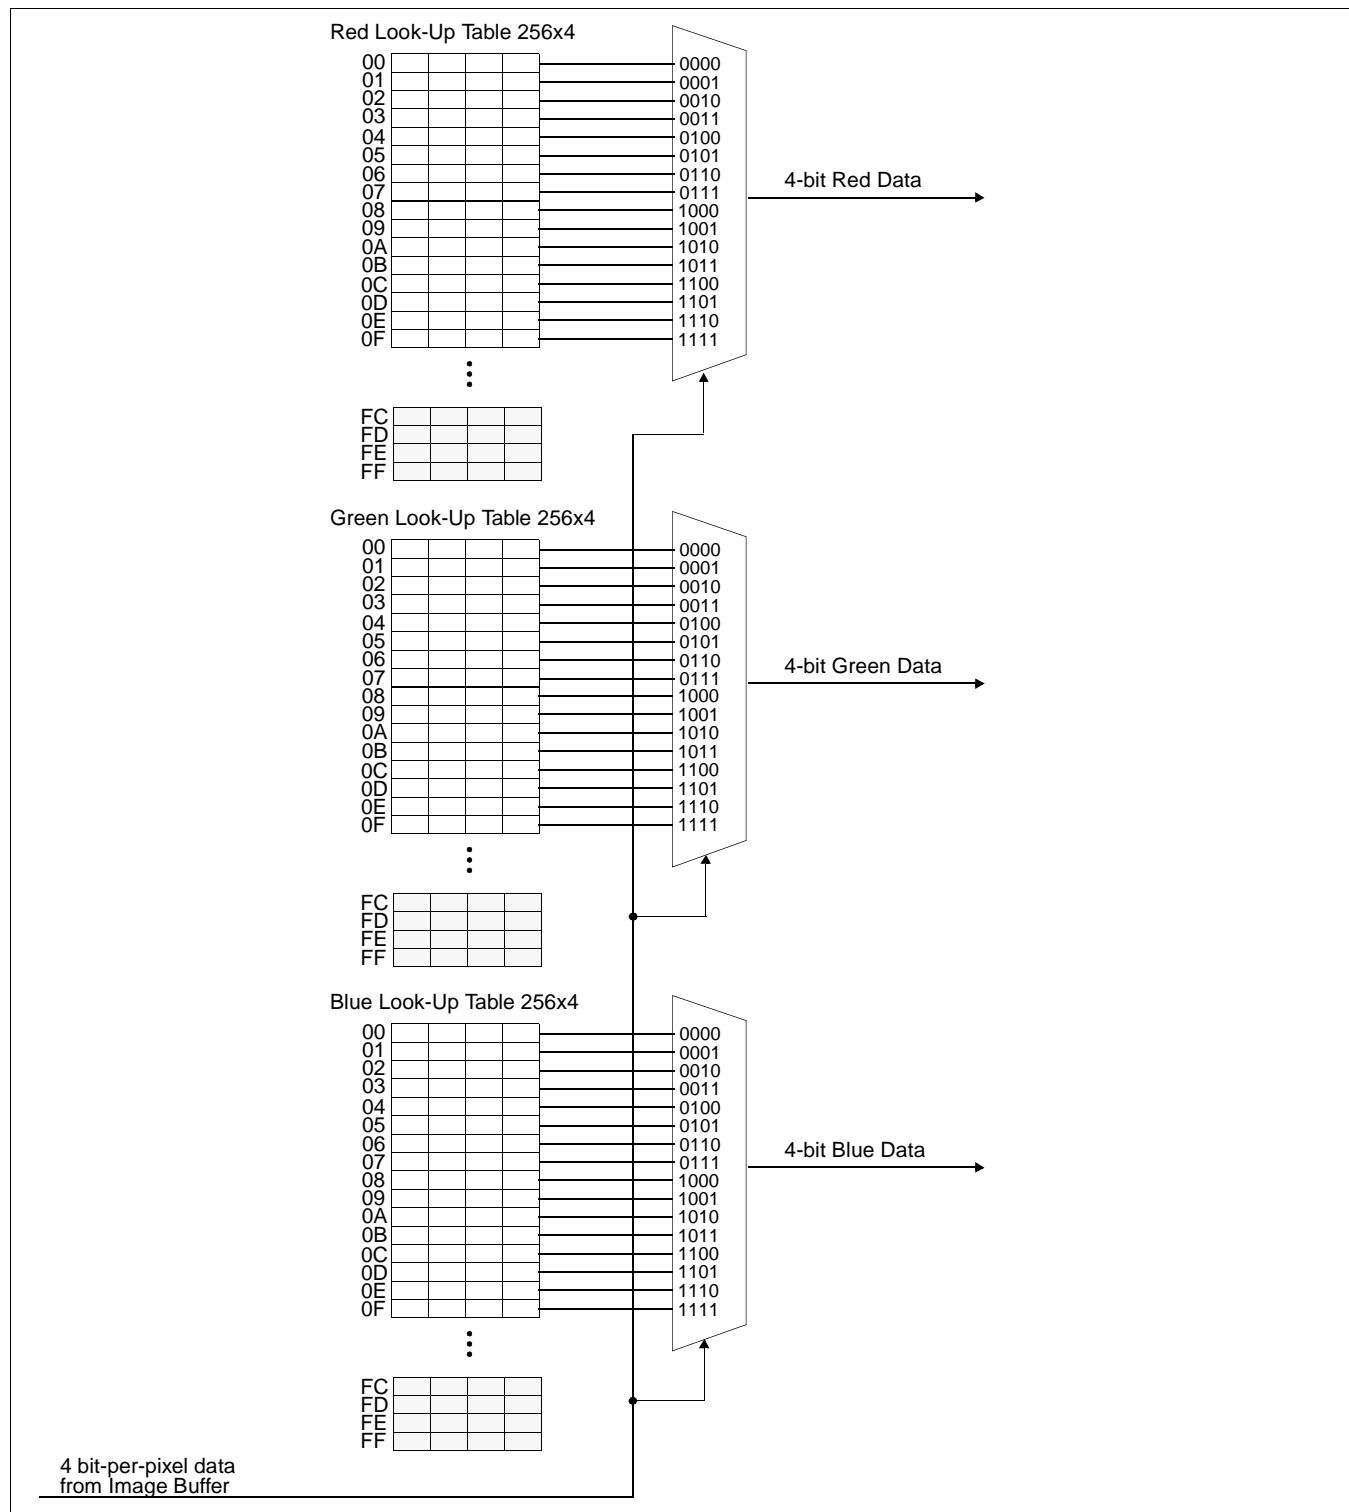 Red Look-Up Table 256x4
00 0000
01 0001
02 0010
03 0011
04 0100
05 0101
06 0110
07 0111
08 1000
09 1001
0A 1010
0B 1011
0C 1100
0D 1101
0E 1110
0F 1111
4-bit Red Data
FC
FD
FE
FF
Green Look-Up Table 256x4
00 0000
01 0001
02 0010
03 0011
04 0100
05 0101
06 0110
07 0111
08 1000
09 1001
0A 1010
0B 1011
0C 1100
0D 1101
0E 1110
0F 1111
4-bit Green Data
FC
FD
FE
FF
Blue Look-Up Table 256x4
00 0000
01 0001
02 0010
03 0011
04 0100
05 0101
06 0110
07 0111
08 1000
09 1001
0A 1010
0B 1011
0C 1100
0D 1101
0E 1110
0F 1111
4-bit Blue Data
FC
FD
FE
FF
4 bit-per-pixel data
from Image Buffer